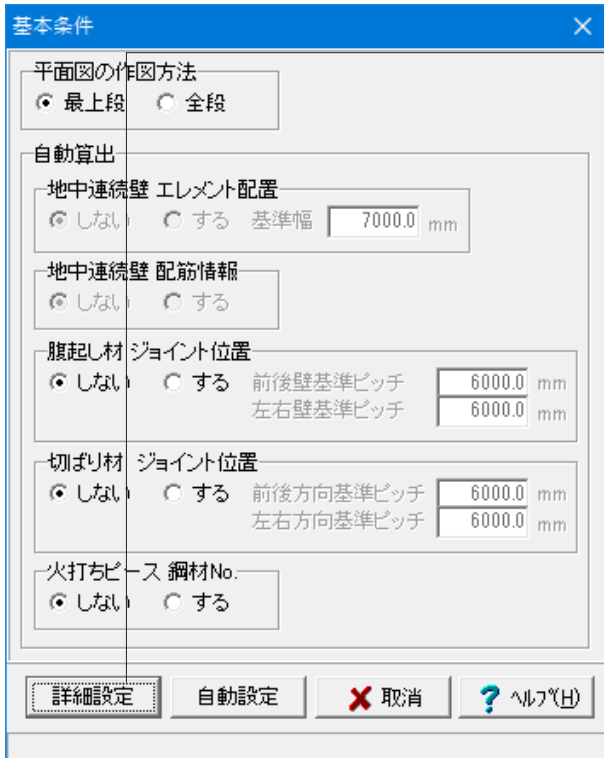 基本条件
平面図の作図方法
最上段 全段
自動算出
地中連続壁 エレメント配置
しない する 基準幅 7000.0 mm
地中連続壁 配筋情報
しない する
腹起し材 ジョイント位置
しない する 前後壁基準ピッチ 6000.0 mm
左右壁基準ピッチ 6000.0 mm
切ばり材 ジョイント位置
しない する 前後方向基準ピッチ 6000.0 mm
左右方向基準ピッチ 6000.0 mm
火打ちピース 鋼材No.
しない する
詳細設定 自動設定 取消 ヘルプ(H)